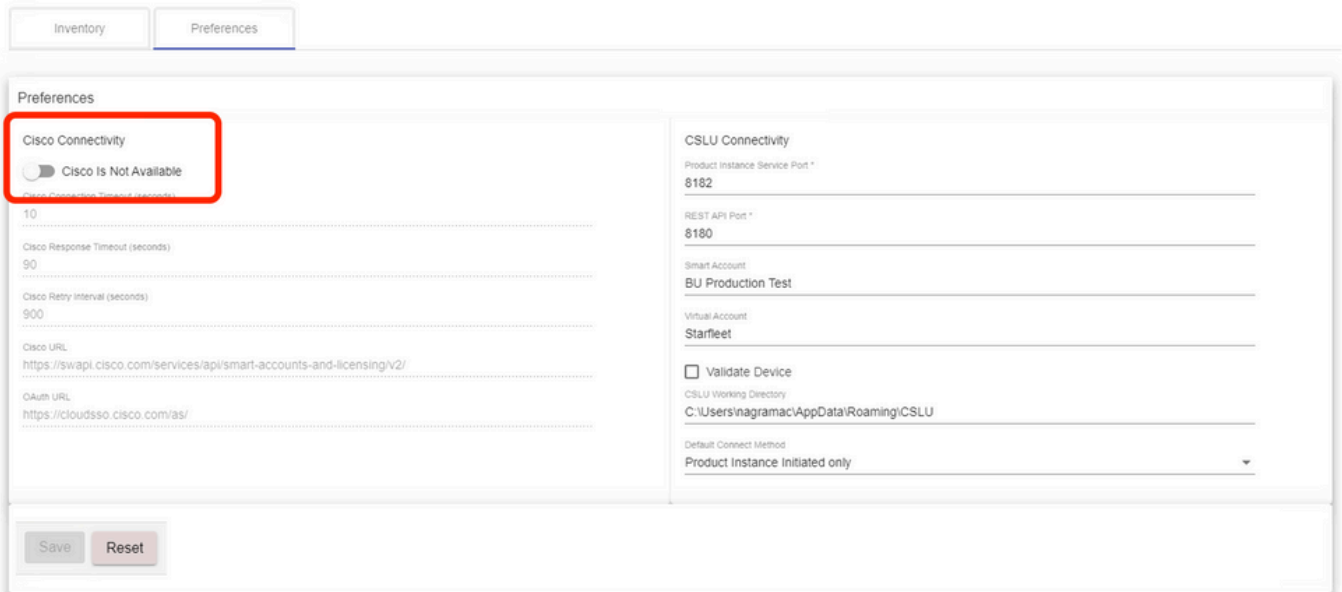 Inventory
Preferences
Preferences
Cisco Connectivity
Cisco Is Not Available
Cisco Connection Timeout (seconds)
10
Cisco Response Timeout (seconds)
90
Cisco Retry Interval (seconds)
900
Cisco URL
https://swapi.cisco.com/services/api/smart-accounts-and-licensing/v2/
OAuth URL
https://cloudsso.cisco.com/as/
CSLU Connectivity
Product Instance Service Port *
8182
REST API Port *
8180
Smart Account
BU Production Test
Virtual Account
Starfleet
Validate Device
CSLU Working Directory
C:\Users\nagramac\AppData\Roaming\CSLU
Default Connect Method
Product Instance Initiated only
Save
Reset